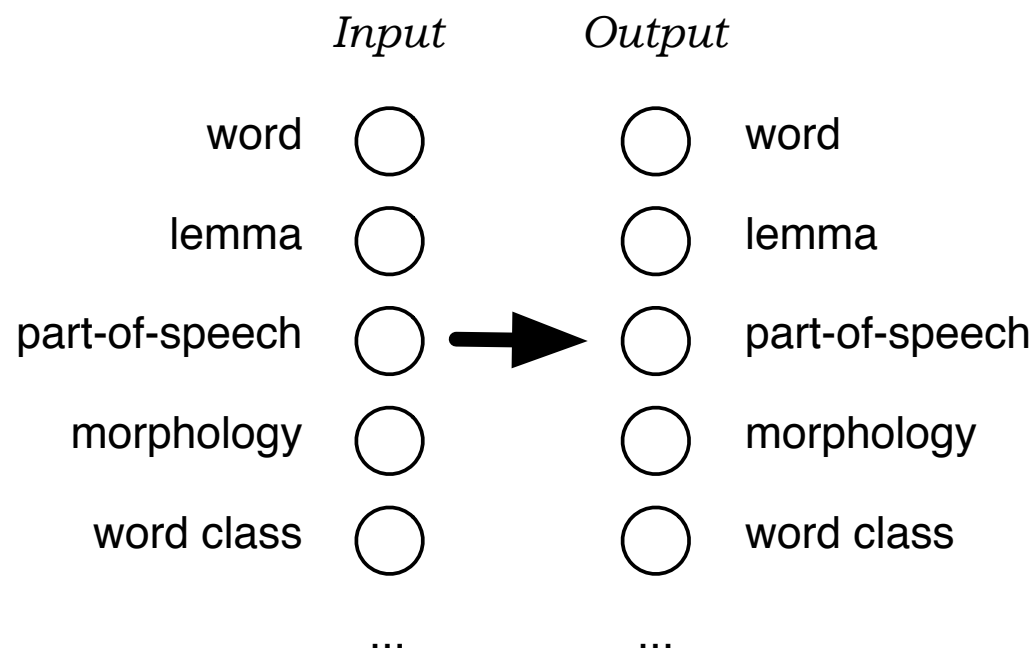 Input Output
word word
lemma lemma
part-of-speech part-of-speech
morphology morphology
word class word class
... ...